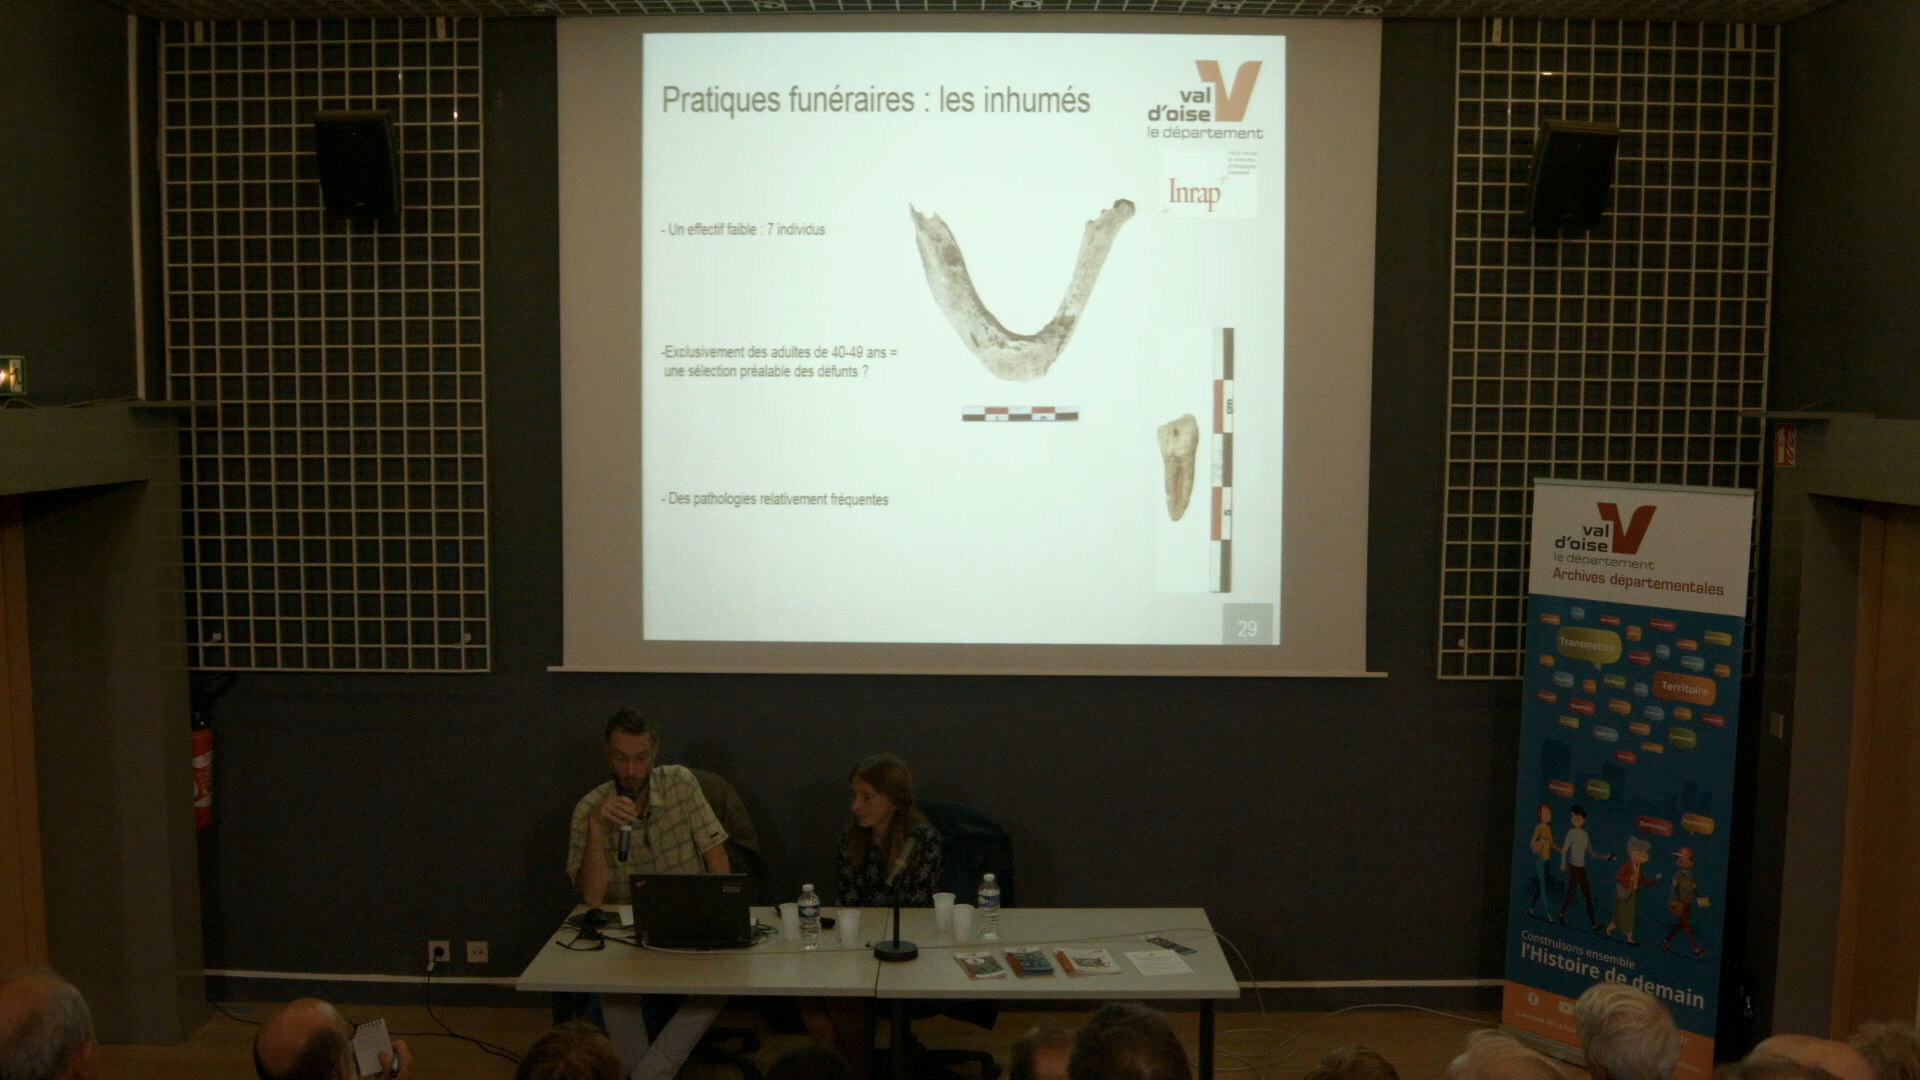 Pratiques funéraires : les inhumés
val
d'oise
le département
Inrap
- Un effectif faible : 7 individus
-Exclusivement des adultes de 40-49 ans =
une sélection préalable des défunts ?
- Des pathologies relativement fréquentes
29
val
d'oise
le département
Archives départementales
Transmettre
Territoire
Construisons ensemble
l'Histoire de demain